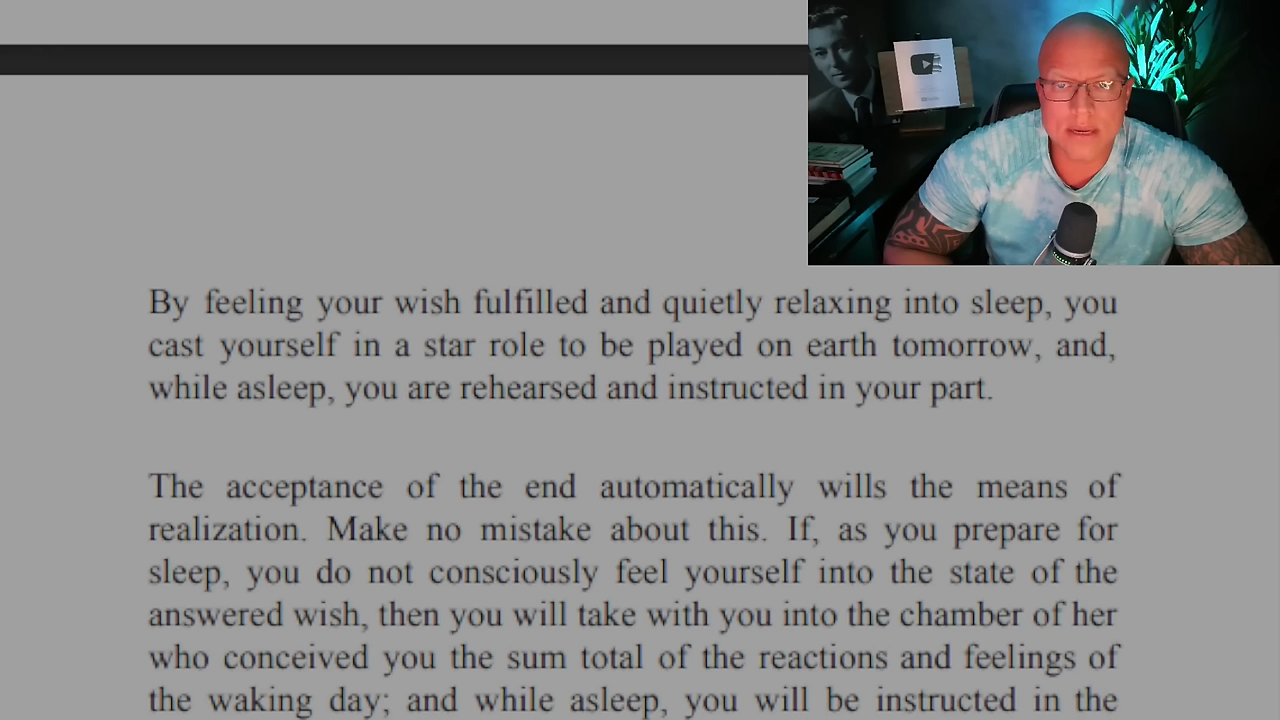 By feeling your wish fulfilled and quietly relaxing into sleep, you
cast yourself in a star role to be played on earth tomorrow, and,
while asleep, you are rehearsed and instructed in your part.
The acceptance of the end automatically wills the means of
realization. Make no mistake about this. If, as you prepare for
sleep, you do not consciously feel yourself into the state of the
answered wish, then you will take with you into the chamber of her
who conceived you the sum total of the reactions and feelings of
the waking day; and while asleep, you will be instructed in the